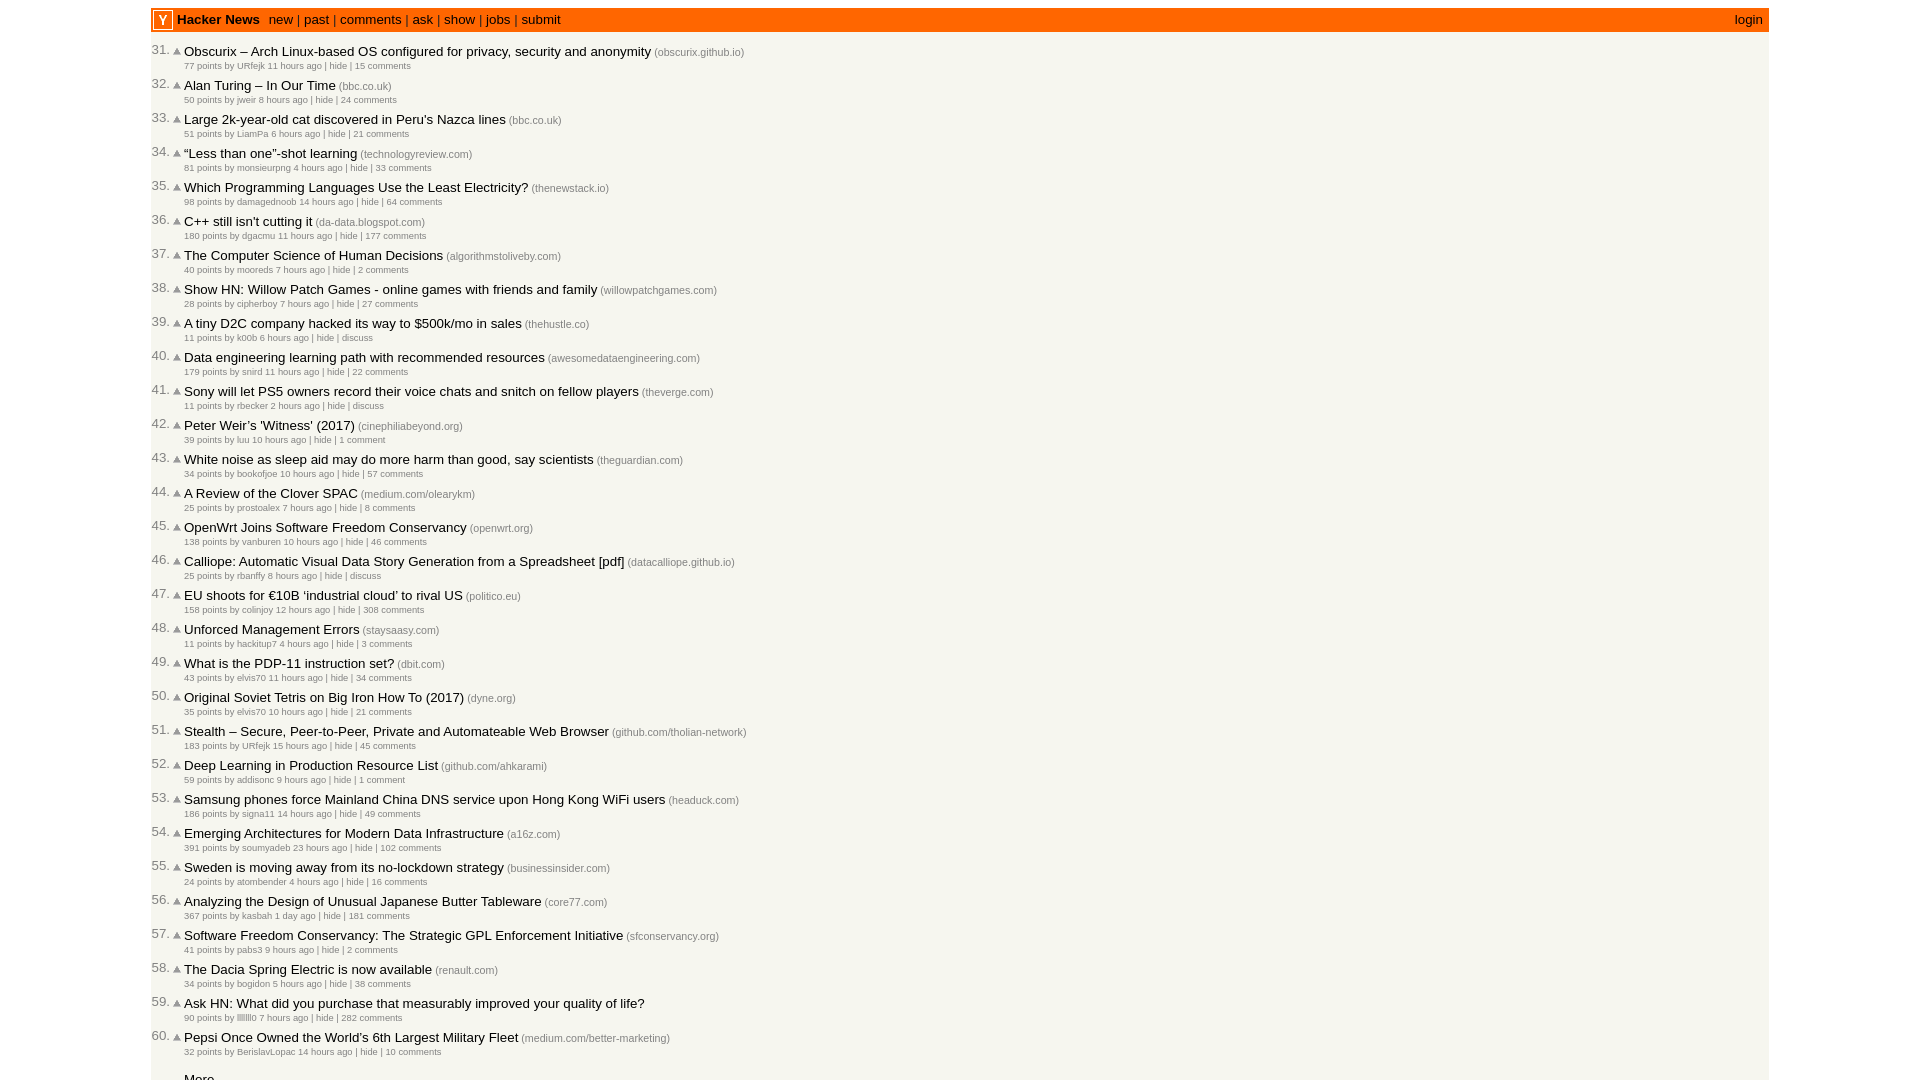 Y Hacker News new | past | comments | ask | show | jobs | submit login
31. Obscurix – Arch Linux-based OS configured for privacy, security and anonymity (obscurix.github.io)
77 points by URfejk 11 hours ago | hide | 15 comments
32. Alan Turing – In Our Time (bbc.co.uk)
50 points by jweir 8 hours ago | hide | 24 comments
33. Large 2k-year-old cat discovered in Peru’s Nazca lines (bbc.co.uk)
51 points by LiamPa 6 hours ago | hide | 21 comments
34. “Less than one”-shot learning (technologyreview.com)
81 points by monsieurpng 4 hours ago | hide | 33 comments
35. Which Programming Languages Use the Least Electricity? (thenewstack.io)
98 points by damagednoob 14 hours ago | hide | 64 comments
36. C++ still isn't cutting it (da-data.blogspot.com)
180 points by dgacmu 11 hours ago | hide | 177 comments
37. The Computer Science of Human Decisions (algorithmstoliveby.com)
40 points by mooreds 7 hours ago | hide | 2 comments
38. Show HN: Willow Patch Games - online games with friends and family (willowpatchgames.com)
28 points by cipherboy 7 hours ago | hide | 27 comments
39. A tiny D2C company hacked its way to $500k/mo in sales (thehustle.co)
11 points by k00b 6 hours ago | hide | discuss
40. Data engineering learning path with recommended resources (awesomedataengineering.com)
179 points by snird 11 hours ago | hide | 22 comments
41. Sony will let PS5 owners record their voice chats and snitch on fellow players (theverge.com)
11 points by rbecker 2 hours ago | hide | discuss
42. Peter Weir’s 'Witness' (2017) (cinephiliabeyond.org)
39 points by luu 10 hours ago | hide | 1 comment
43. White noise as sleep aid may do more harm than good, say scientists (theguardian.com)
34 points by bookofjoe 10 hours ago | hide | 57 comments
44. A Review of the Clover SPAC (medium.com/olearykm)
25 points by prostoalex 7 hours ago | hide | 8 comments
45. OpenWrt Joins Software Freedom Conservancy (openwrt.org)
138 points by vanburen 10 hours ago | hide | 46 comments
46. Calliope: Automatic Visual Data Story Generation from a Spreadsheet [pdf] (datacalliope.github.io)
25 points by rbanffy 8 hours ago | hide | discuss
47. EU shoots for €10B ‘industrial cloud’ to rival US (politico.eu)
158 points by colinjoy 12 hours ago | hide | 308 comments
48. Unforced Management Errors (staysaasy.com)
11 points by hackitup7 4 hours ago | hide | 3 comments
49. What is the PDP-11 instruction set? (dbit.com)
43 points by elvis70 11 hours ago | hide | 34 comments
50. Original Soviet Tetris on Big Iron How To (2017) (dyne.org)
35 points by elvis70 10 hours ago | hide | 21 comments
51. Stealth – Secure, Peer-to-Peer, Private and Automateable Web Browser (github.com/tholian-network)
183 points by URfejk 15 hours ago | hide | 45 comments
52. Deep Learning in Production Resource List (github.com/ahkarami)
59 points by addisonc 9 hours ago | hide | 1 comment
53. Samsung phones force Mainland China DNS service upon Hong Kong WiFi users (headuck.com)
186 points by signa11 14 hours ago | hide | 49 comments
54. Emerging Architectures for Modern Data Infrastructure (a16z.com)
391 points by soumyadeb 23 hours ago | hide | 102 comments
55. Sweden is moving away from its no-lockdown strategy (businessinsider.com)
24 points by atombender 4 hours ago | hide | 16 comments
56. Analyzing the Design of Unusual Japanese Butter Tableware (core77.com)
367 points by kasbah 1 day ago | hide | 181 comments
57. Software Freedom Conservancy: The Strategic GPL Enforcement Initiative (sfconservancy.org)
41 points by pabs3 9 hours ago | hide | 2 comments
58. The Dacia Spring Electric is now available (renault.com)
34 points by bogidon 5 hours ago | hide | 38 comments
59. Ask HN: What did you purchase that measurably improved your quality of life?
90 points by 7 hours ago | hide | 282 comments
60. Pepsi Once Owned the World’s 6th Largest Military Fleet (medium.com/better-marketing)
32 points by BerislavLopac 14 hours ago | hide | 10 comments
More